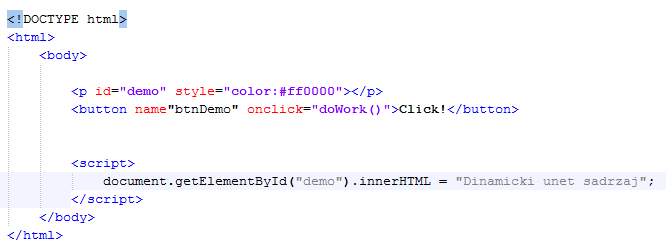 <!DOCTYPE html>
<html>
<body>
<p id="demo" style="color:#ff0000"></p>
<button name"btnDemo" onclick="doWork()">Click!</button>
<script>
document.getElementById("demo").innerHTML = "Dinamicki unet sadrzaj";
</script>
</body>
</html>